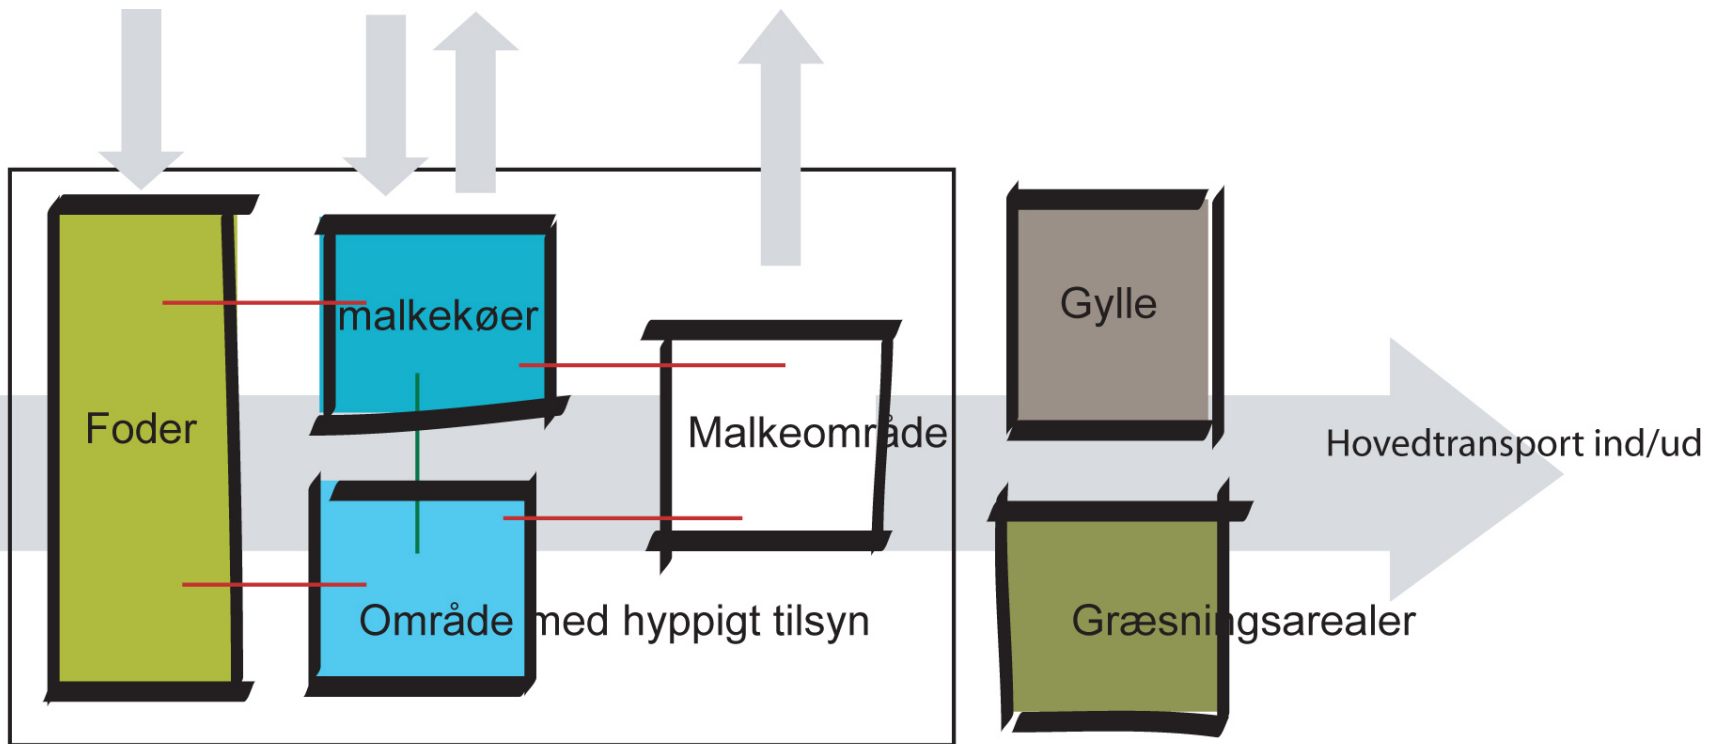 malkekøer
Gylle
Foder
Malkeområde
Hovedtransport ind/ud
Område med hyppigt tilsyn
Græsningsarealer